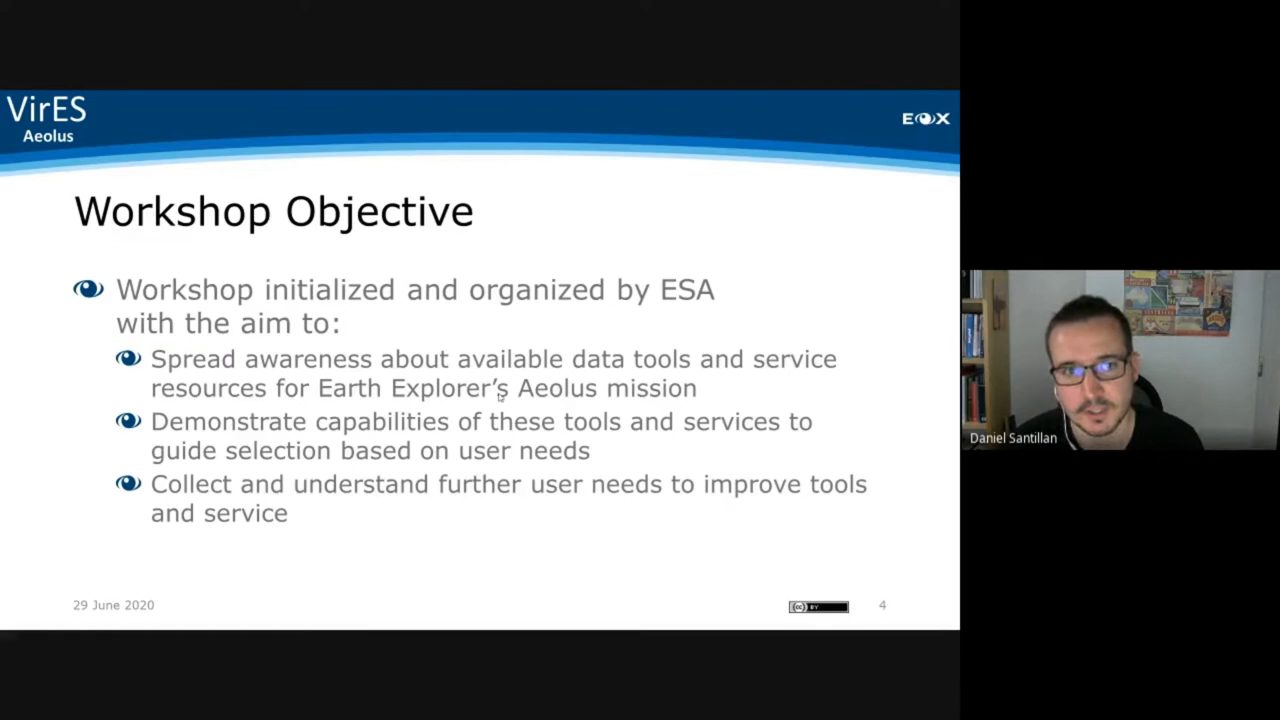 VirES
Aeolus
EOX
Workshop Objective
Workshop initialized and organized by ESA
with the aim to:
Spread awareness about available data tools and service
resources for Earth Explorer’s Aeolus mission
Demonstrate capabilities of these tools and services to
guide selection based on user needs
Collect and understand further user needs to improve tools
and service
29 June 2020
cc BY
4
Daniel Santillan